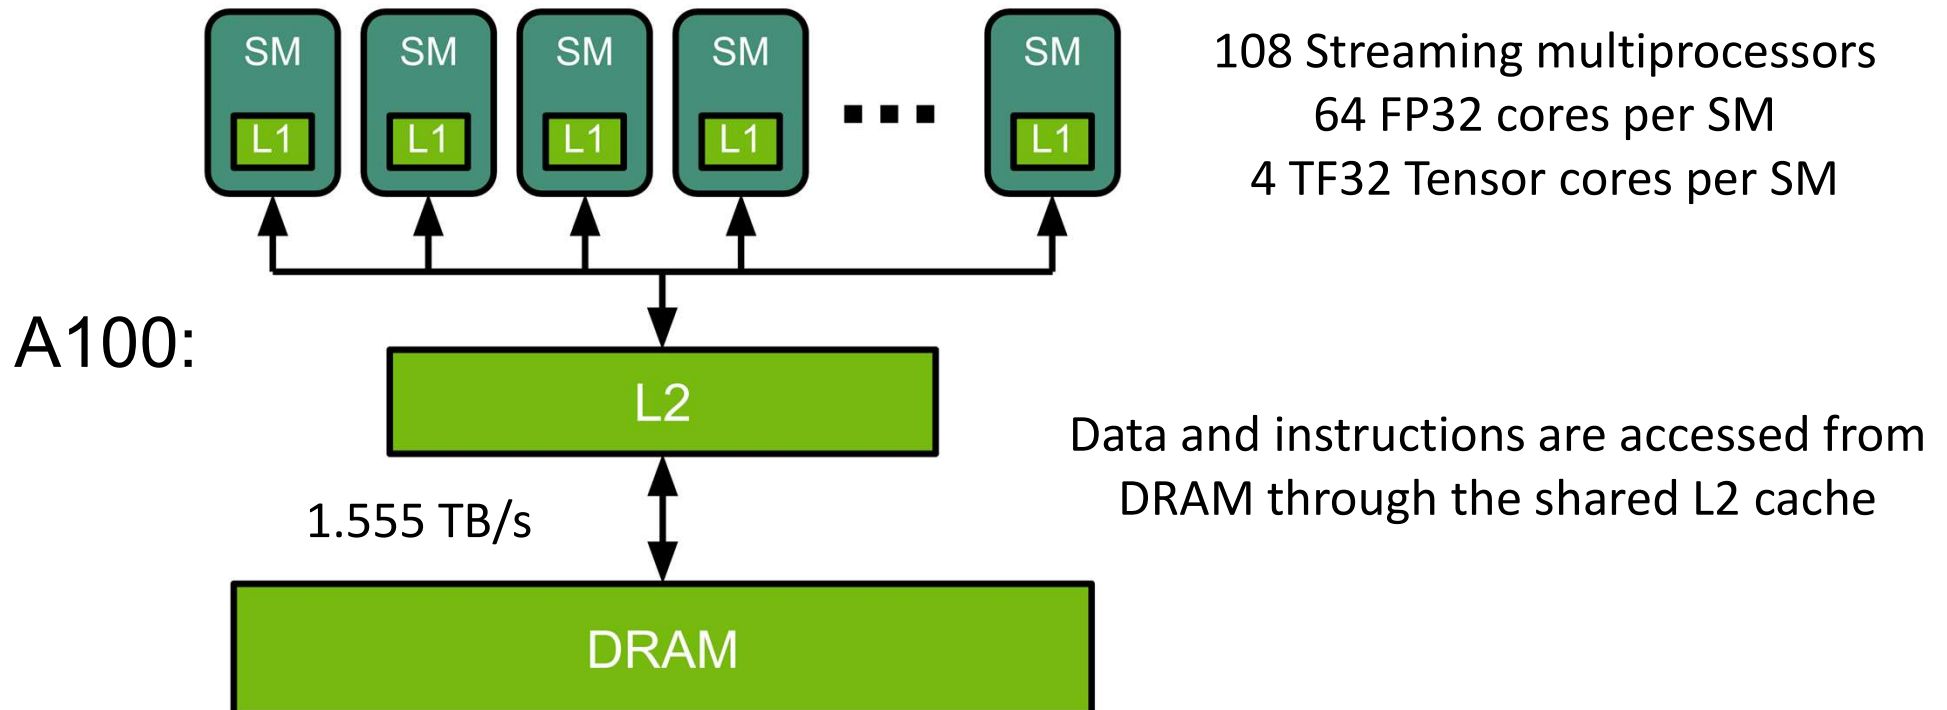 SM
SM
SM
SM
SM
L1
L1
L1
L1
L1
108 Streaming multiprocessors
64 FP32 cores per SM
4 TF32 Tensor cores per SM
A100:
L2
Data and instructions are accessed from
DRAM through the shared L2 cache
1.555 TB/s
DRAM